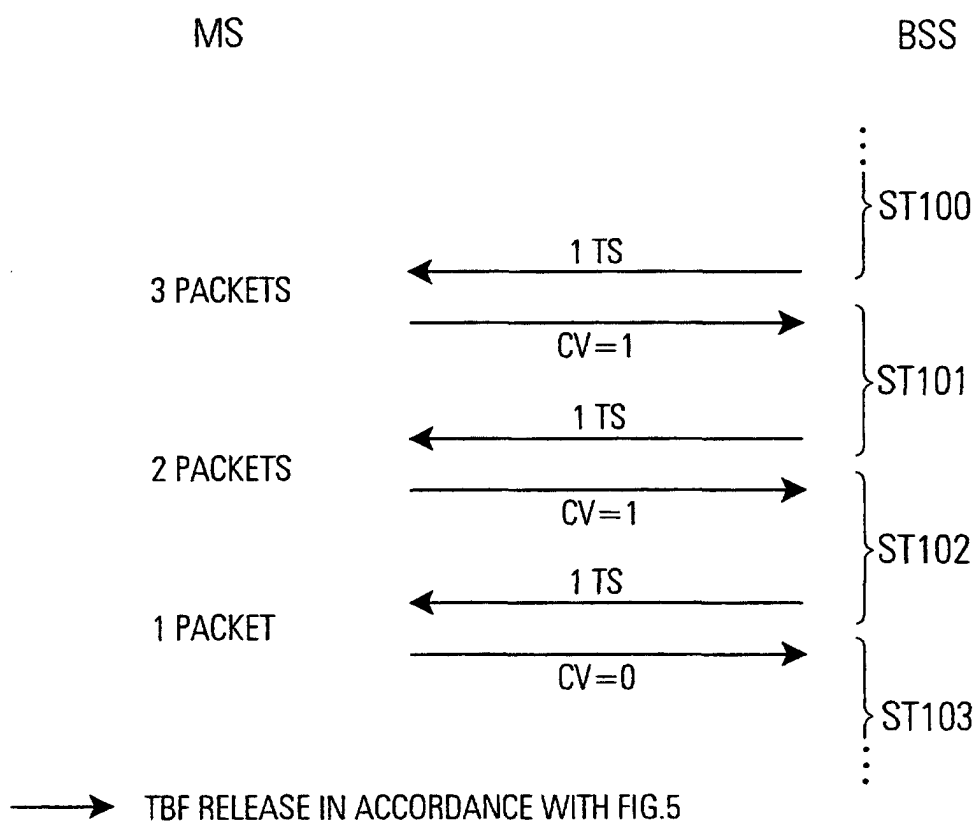 MS BSS
ST100
1 TS
3 PACKETS
CV=1
ST101
1 TS
2 PACKETS
CV=1
ST102
1 TS
1 PACKET
CV=0
ST103
TBF RELEASE IN ACCORDANCE WITH FIG.5